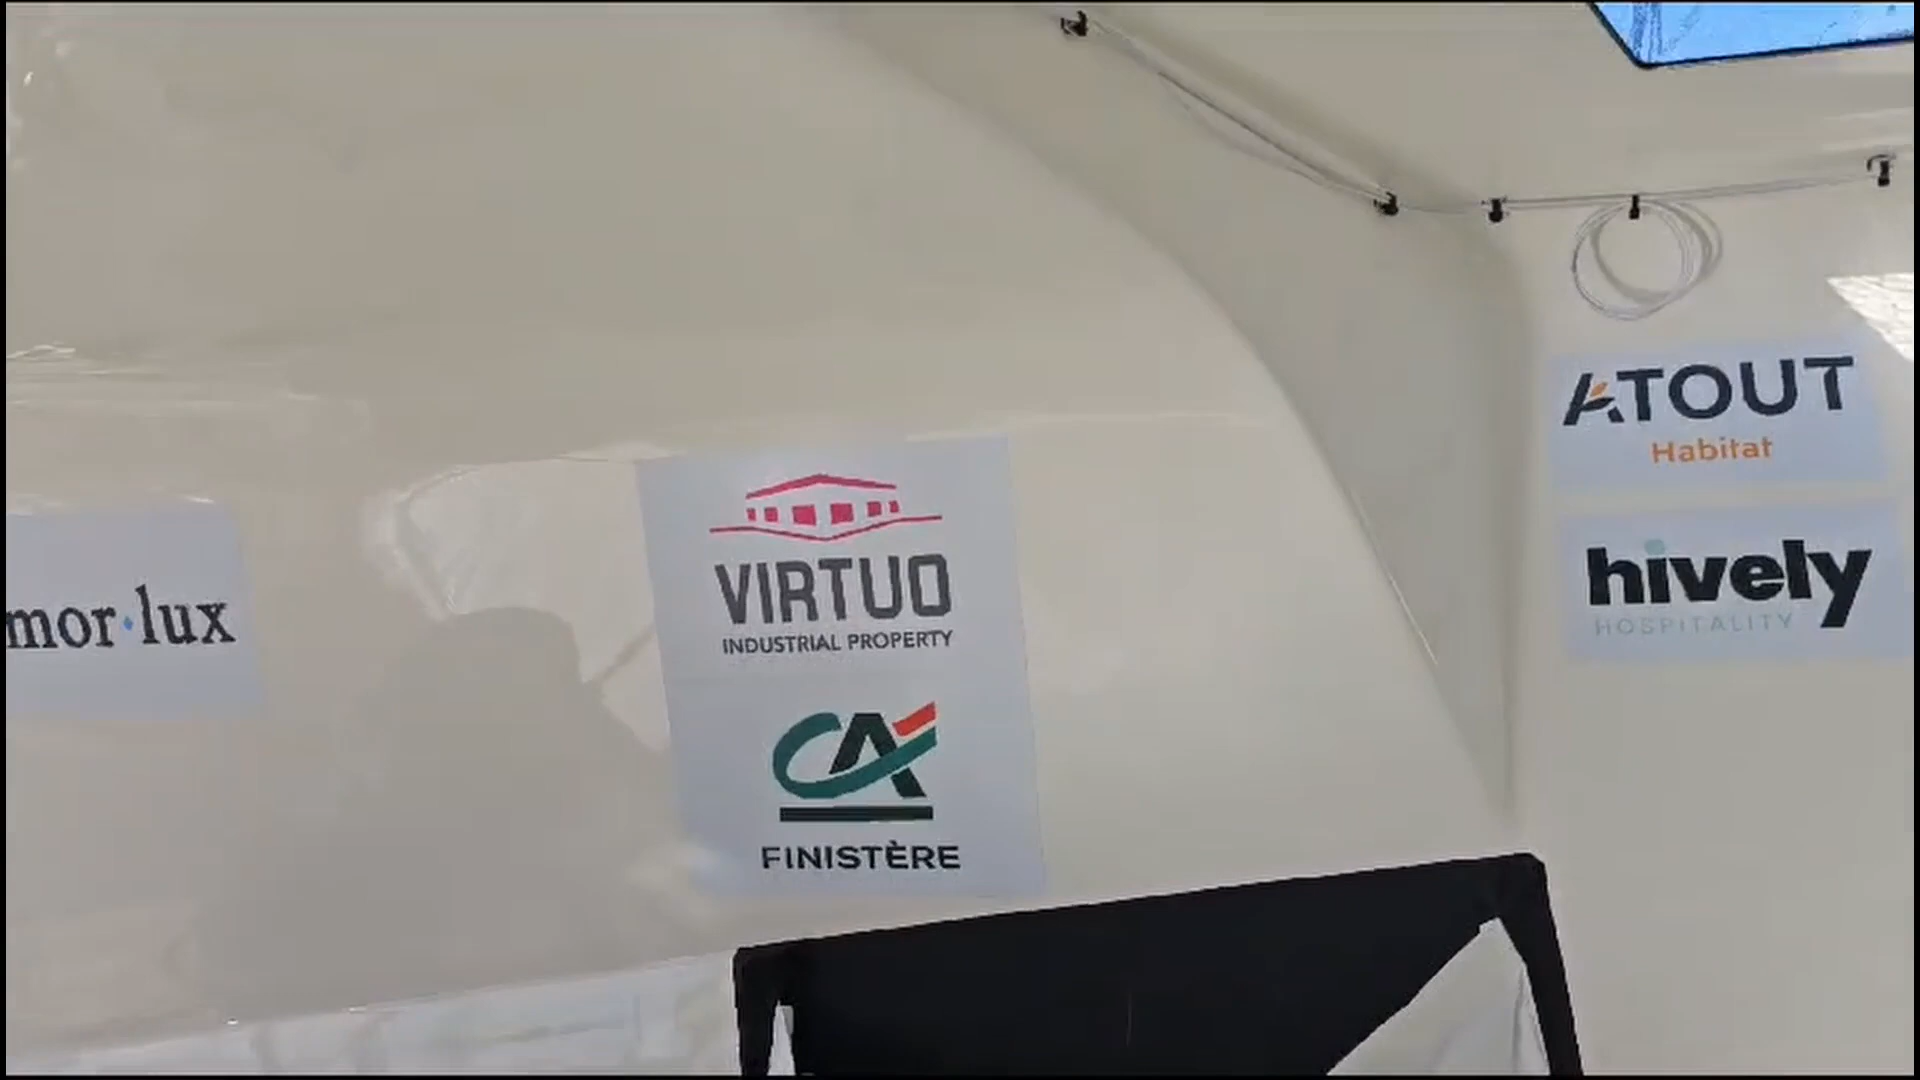 mor·lux
VIRTUO
INDUSTRIAL PROPERTY
CA
FINISTÈRE
ATOUT
Habitat
hively
HOSPITALITY